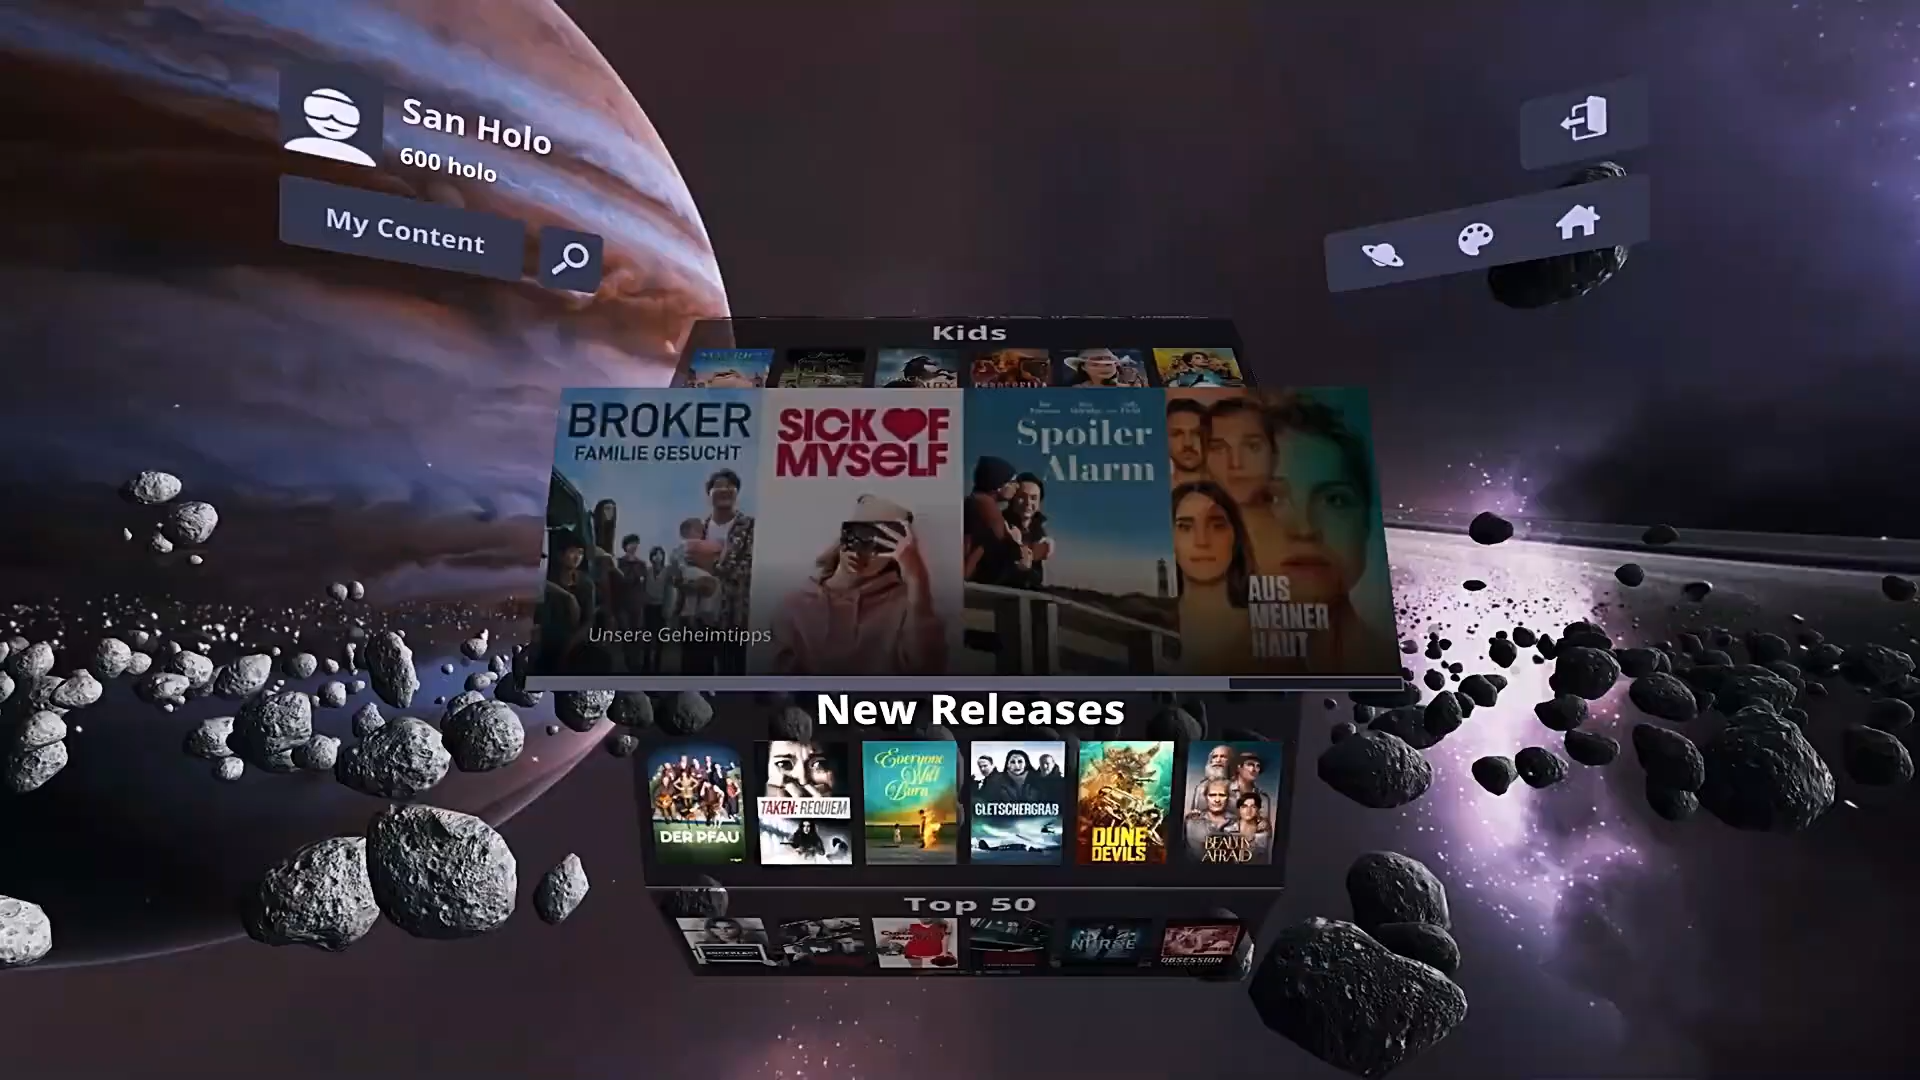 San Holo
600 holo
My Content
Kids
BROKER
FAMILIE GESUCHT
SICK OF
MYSELF
Spoiler
Alarm
AUS
MEINER
HAUT
Unsere Geheimtipps
New Releases
DER PFAU
TAKEN: REQUIEM
Everyone
Will
Burn
GLETSCHERGRAB
DUNE
DEVILS
BEAU IS
AFRAID
Top 50
NURSE
OBSESSION